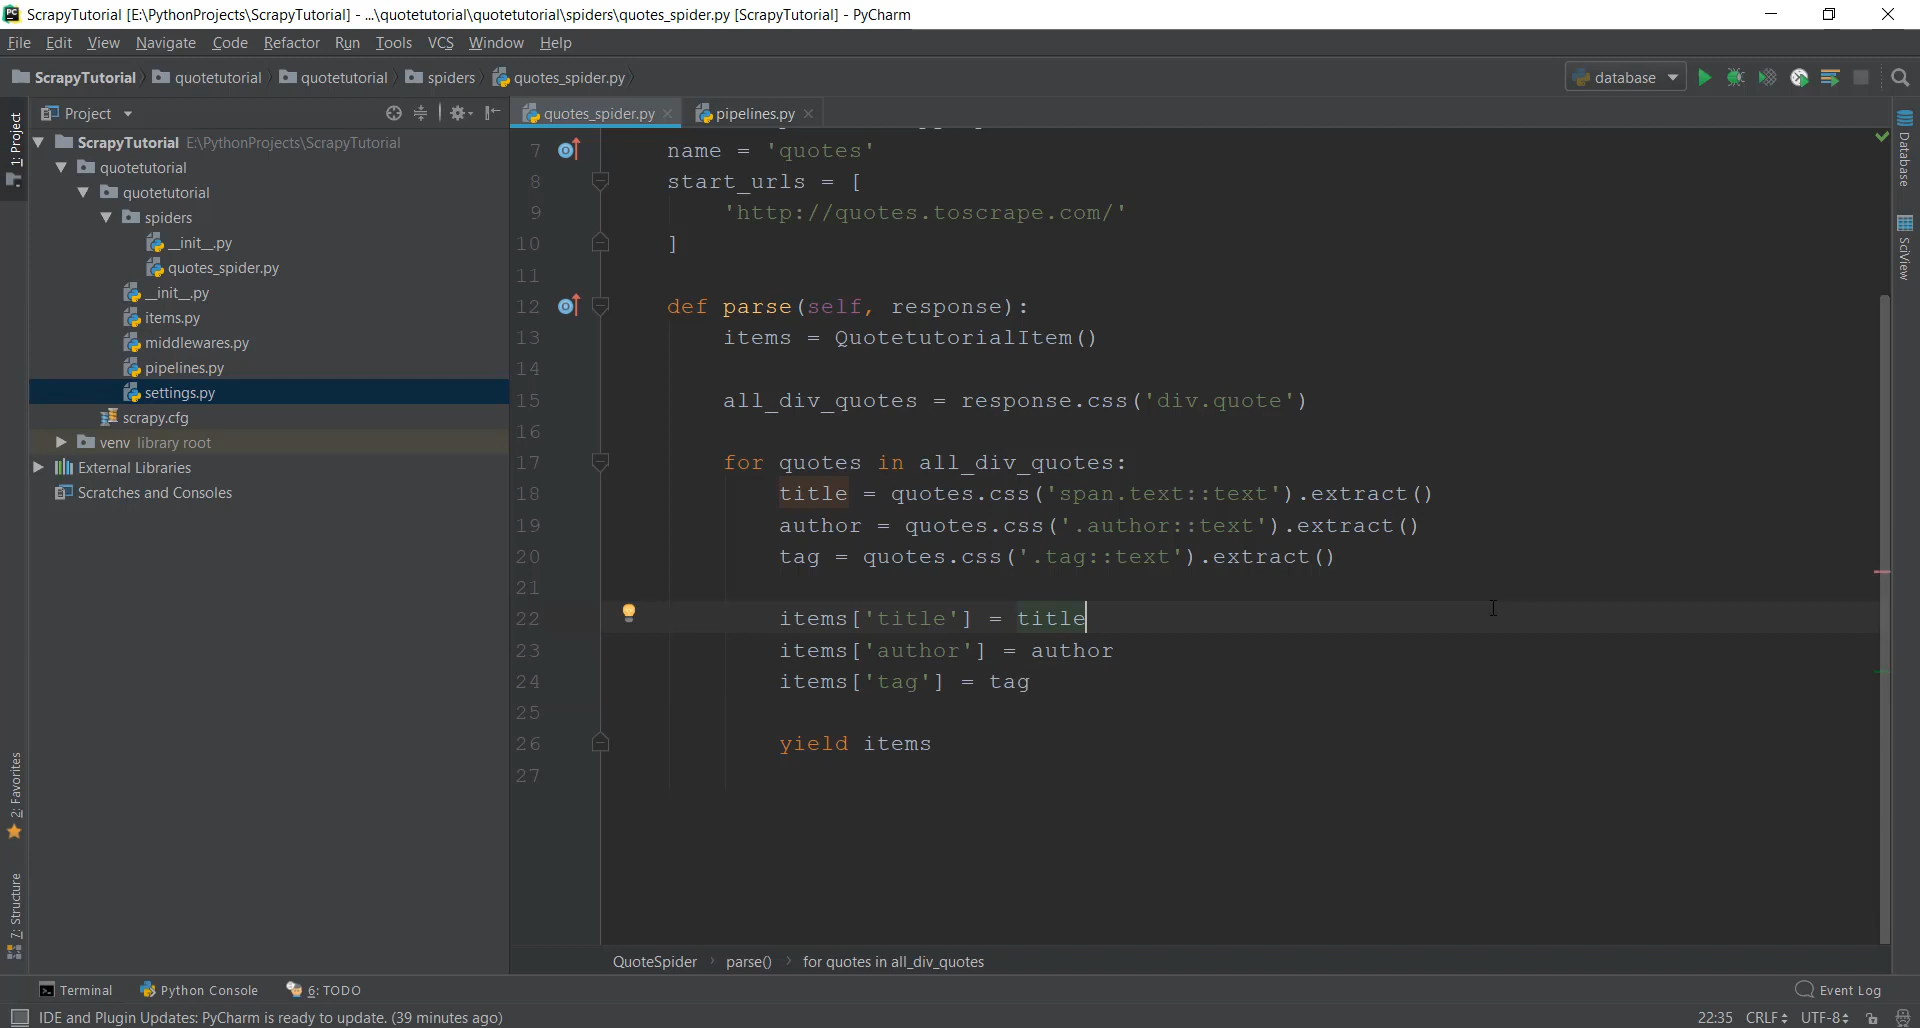 ScrapyTutorial [E:\PythonProjects\ScrapyTutorial] - ...\quotetutorial\quotetutorial\spiders\quotes_spider.py [ScrapyTutorial] - PyCharm
File Edit View Navigate Code Refactor Run Tools VCS Window Help
ScrapyTutorial quotetutorial quotetutorial spiders quotes_spider.py database
1: Project
Project
quotes_spider.py pipelines.py
ScrapyTutorial E:\PythonProjects\ScrapyTutorial
quotetutorial
quotetutorial
spiders
__init__.py
quotes_spider.py
__init__.py
items.py
middlewares.py
pipelines.py
settings.py
scrapy.cfg
venv library root
External Libraries
Scratches and Consoles
2: Favorites
7: Structure
7 name = 'quotes'
8 start_urls = [
9 'http://quotes.toscrape.com/'
10 ]
11
12 def parse(self, response):
13 items = QuotetutorialItem()
14
15 all_div_quotes = response.css('div.quote')
16
17 for quotes in all_div_quotes:
18 title = quotes.css('span.text::text').extract()
19 author = quotes.css('.author::text').extract()
20 tag = quotes.css('.tag::text').extract()
21
22 items['title'] = title
23 items['author'] = author
24 items['tag'] = tag
25
26 yield items
27
Database
SciView
QuoteSpider parse() for quotes in all_div_quotes
Terminal Python Console 6: TODO Event Log
IDE and Plugin Updates: PyCharm is ready to update. (39 minutes ago) 22:35 CRLF UTF-8